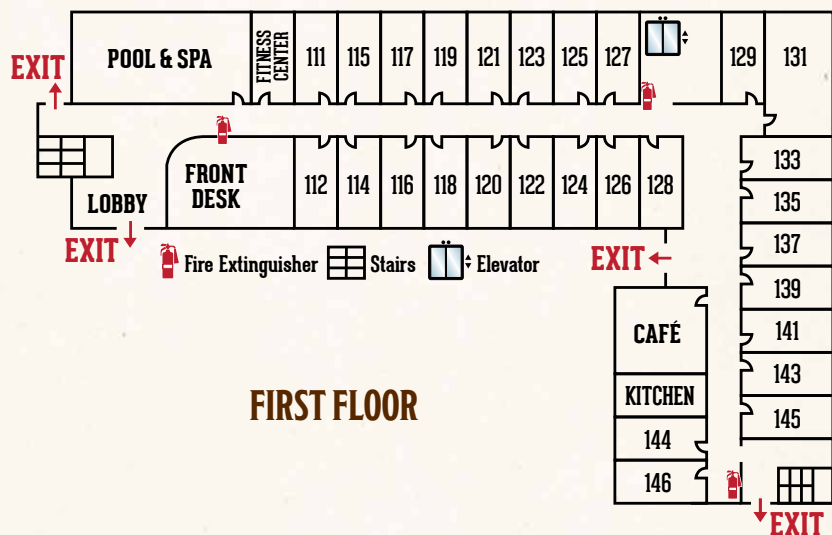 POOL & SPA
FITNESS
CENTER
111
115
117
119
121
123
125
127
129
131
EXIT
FRONT
DESK
112
114
116
118
120
122
124
126
128
133
135
137
139
141
143
145
LOBBY
EXIT
Fire Extinguisher
Stairs
Elevator
EXIT
CAFÉ
KITCHEN
144
146
FIRST FLOOR
EXIT